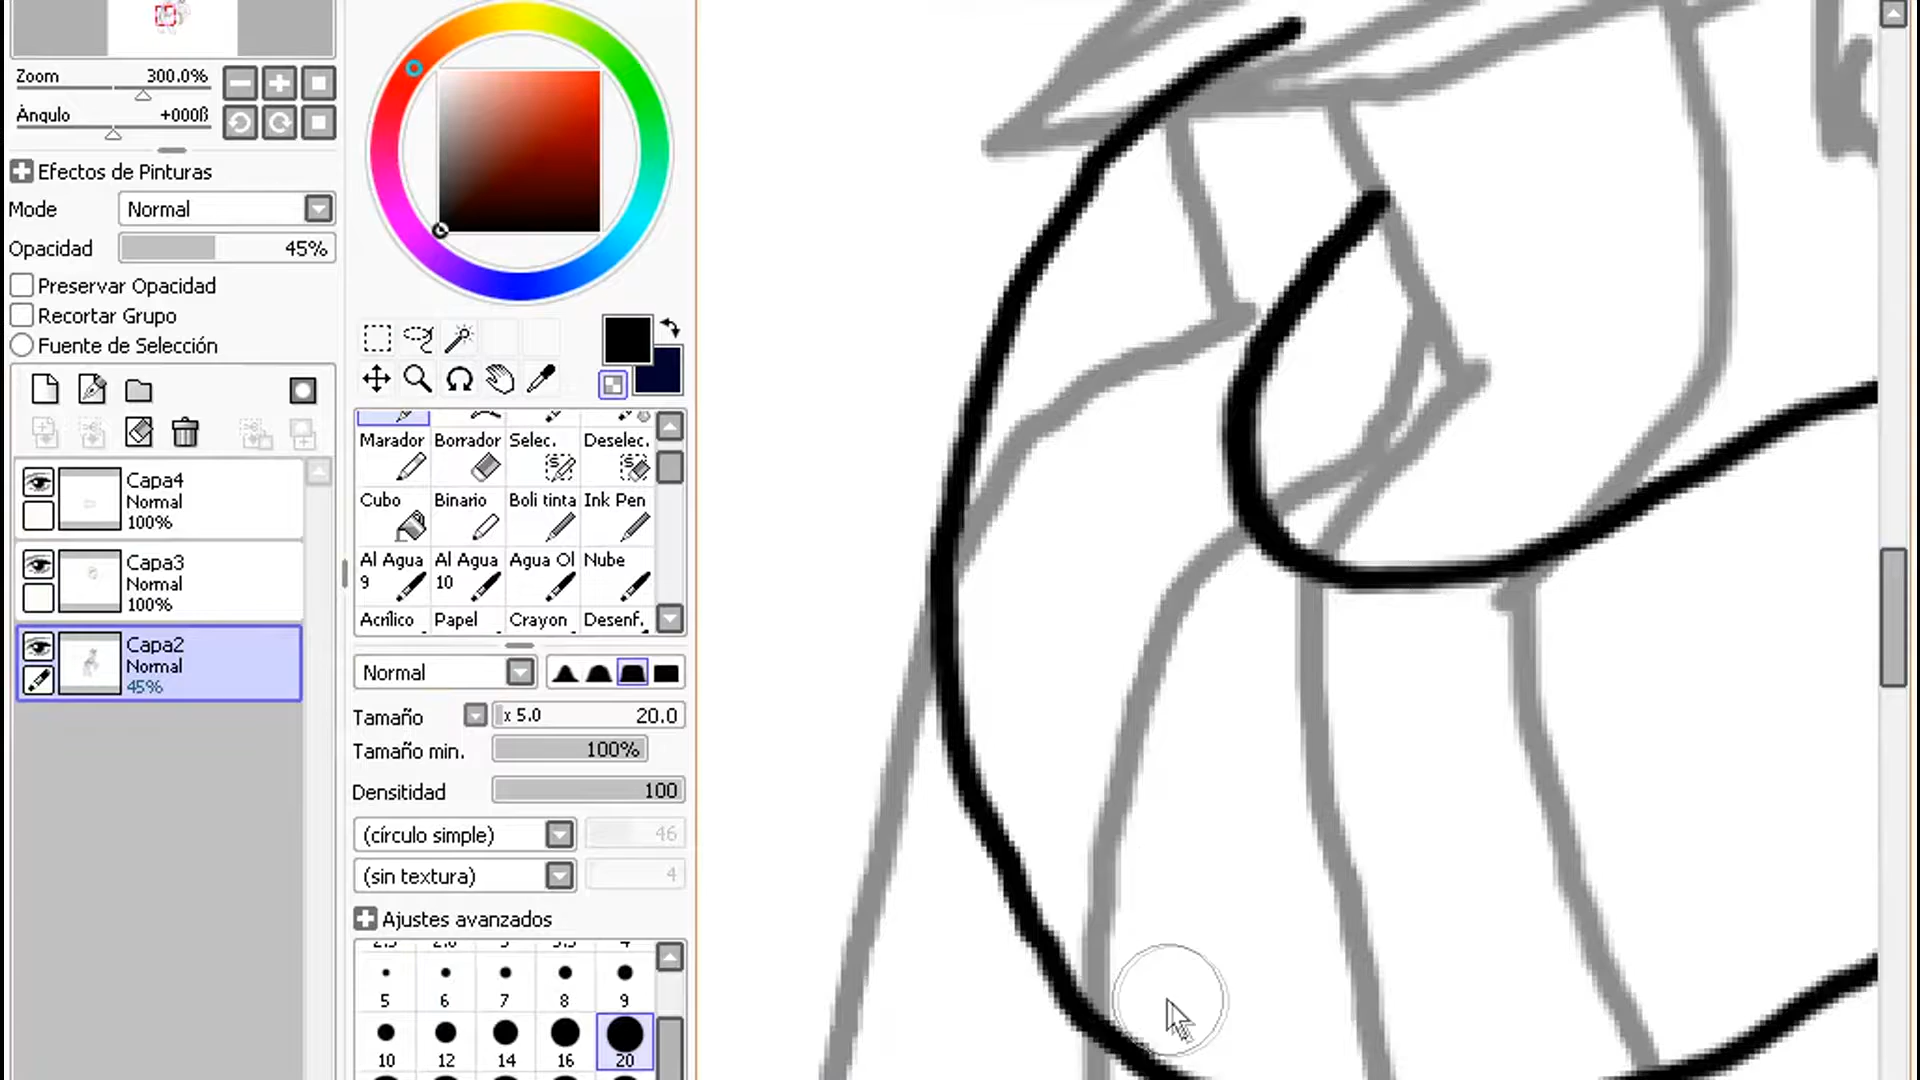 Zoom 300.0%
Ángulo +000ß
Efectos de Pinturas
Mode Normal
Opacidad 45%
Preservar Opacidad
Recortar Grupo
Fuente de Selección
Capa4
Normal
100%
Capa3
Normal
100%
Capa2
Normal
45%
Marador Borrador Selec. Deselec.
Cubo Binario Boli tinta Ink Pen
Al Agua 9 Al Agua 10 Agua Ol Nube
Acrílico Papel Crayon Desenf.
Normal
Tamaño x 5.0 20.0
Tamaño min. 100%
Densitidad 100
(círculo simple) 46
(sin textura) 4
Ajustes avanzados
5 6 7 8 9
10 12 14 16 20